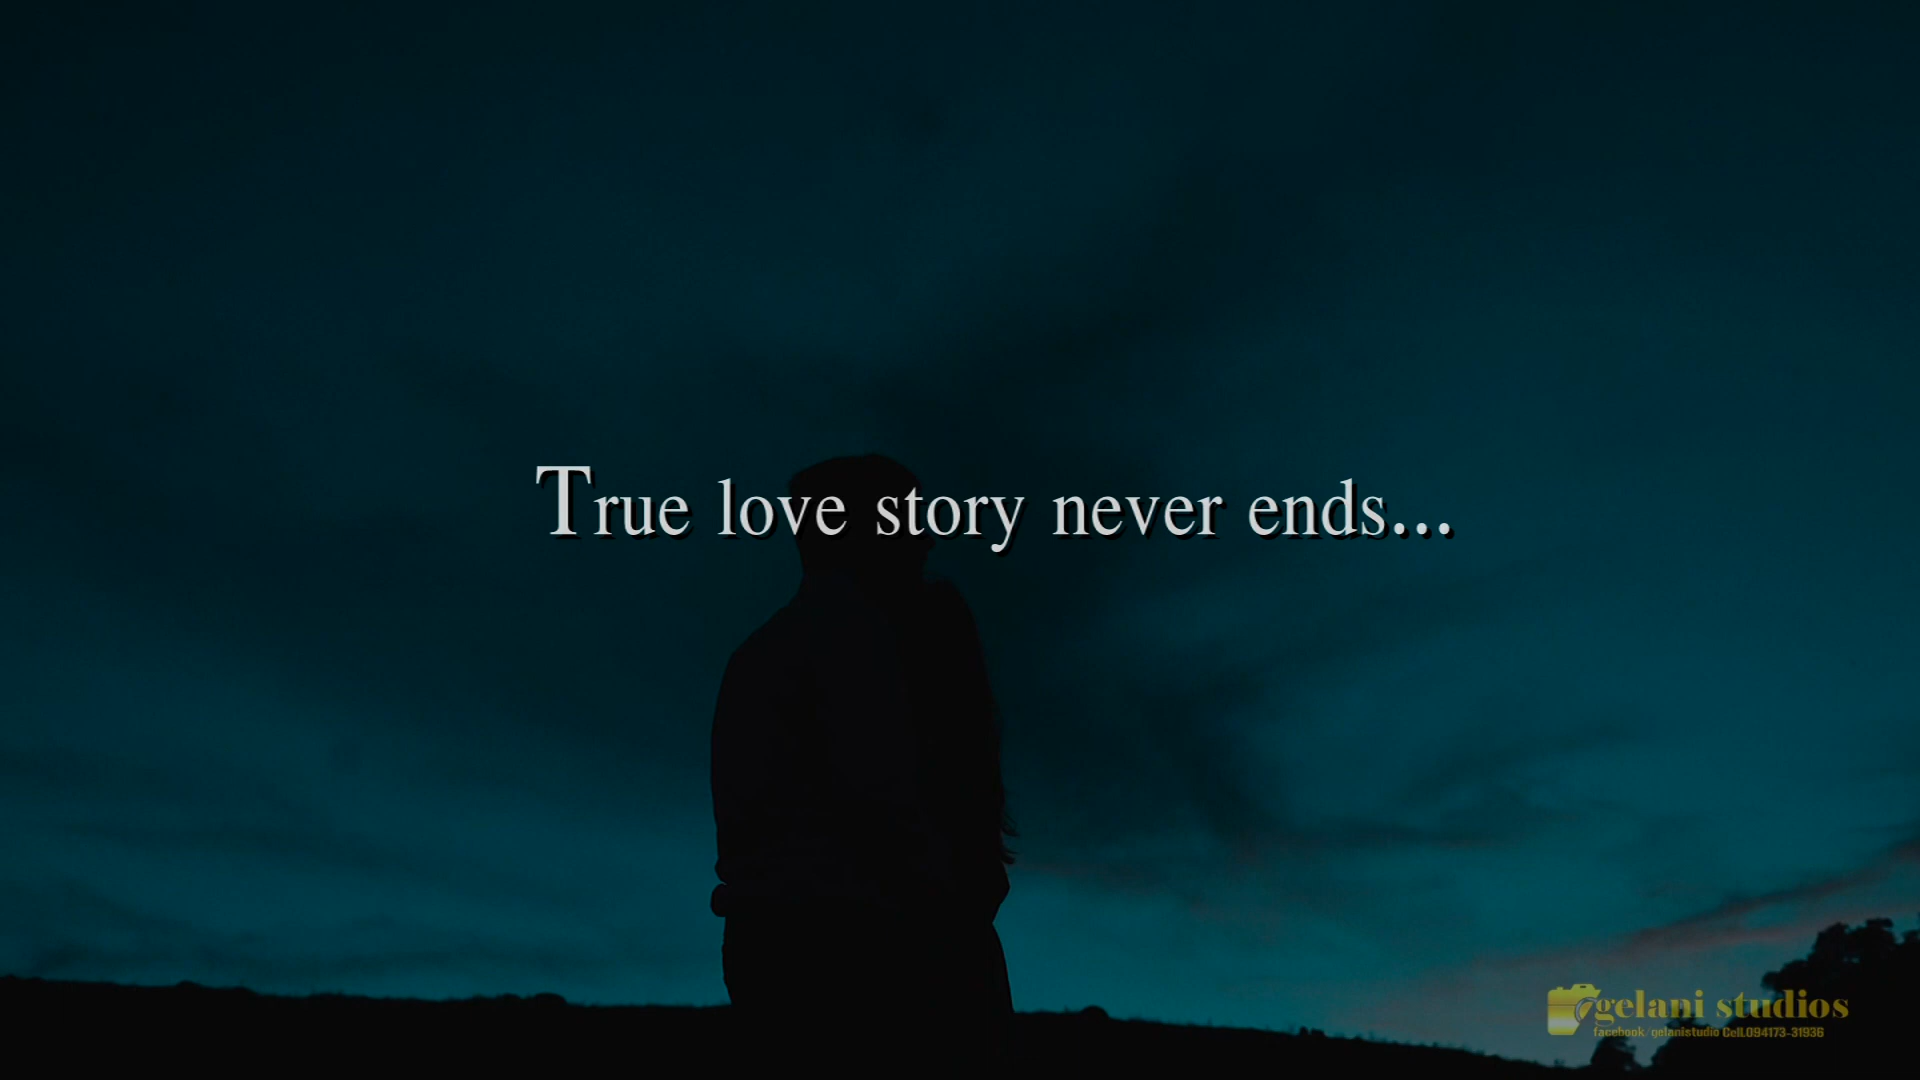 True love story never ends...
gelani studios
facebook/gelanistudio Cell.094173-31936